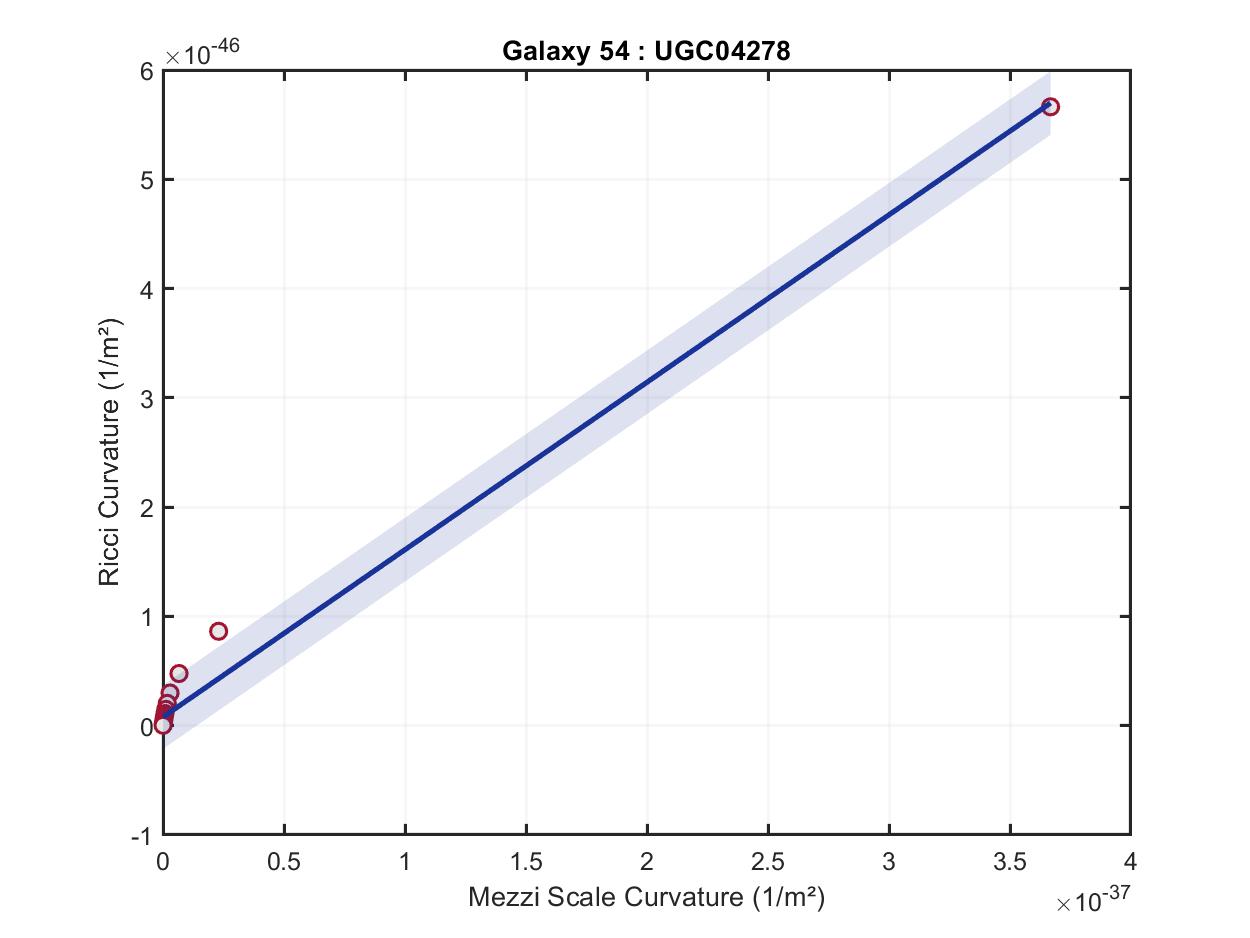 Galaxy 54 : UGC04278
×10⁻⁴⁶
6
5
4
3
2
1
0
-1
Ricci Curvature (1/m²)
0 0.5 1 1.5 2 2.5 3 3.5 4
Mezzi Scale Curvature (1/m²)
×10⁻³⁷